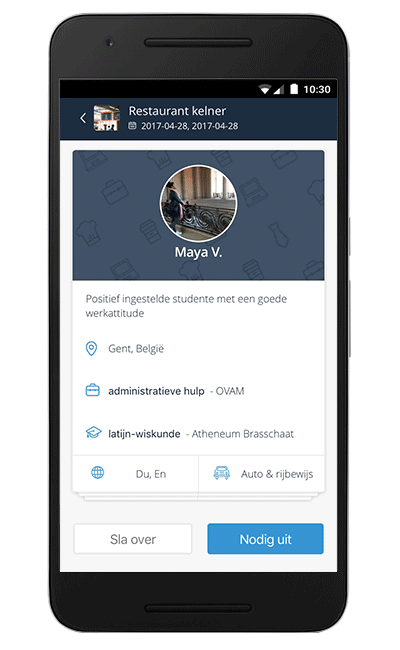 10:30
Restaurant kelner
2017-04-28, 2017-04-28
Maya V.
Positief ingestelde studente met een goede
werkattitude
Gent, België
administratieve hulp - OVAM
latijn-wiskunde - Atheneum Brasschaat
Du, En
Auto & rijbewijs
Sla over
Nodig uit